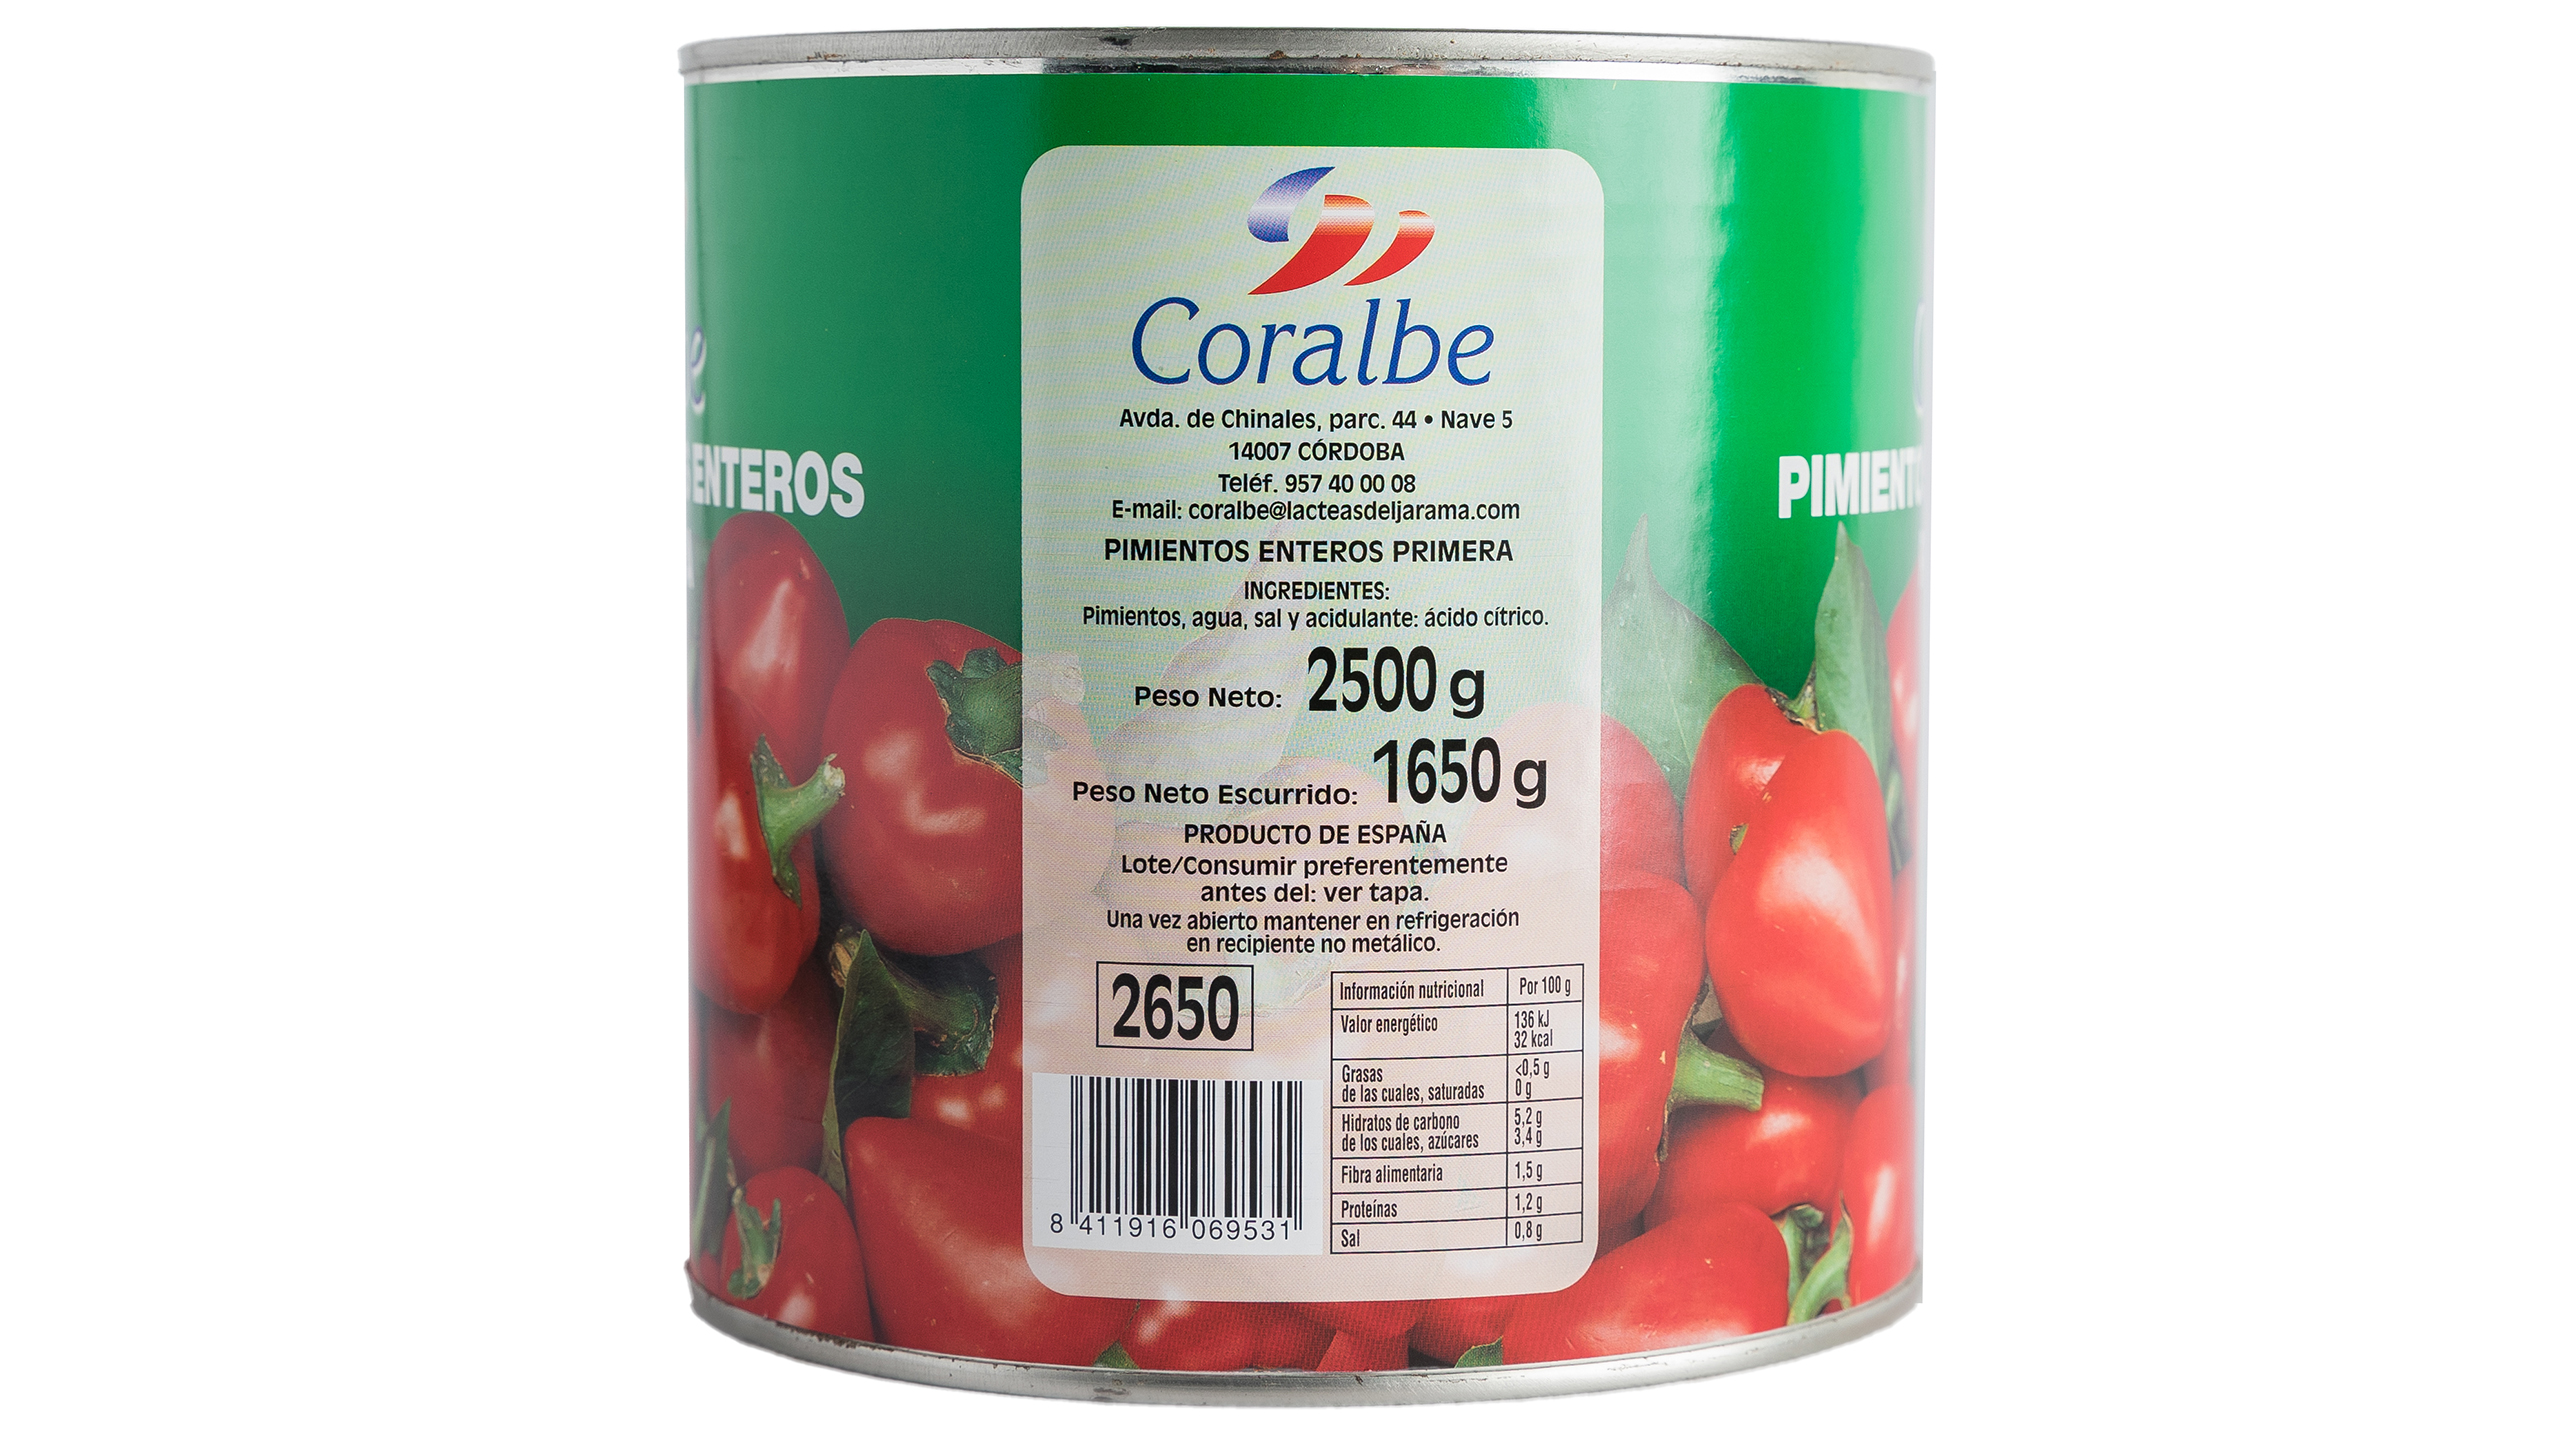 Coralbe
Avda. de Chinales, parc. 44 • Nave 5
14007 CÓRDOBA
Teléf. 957 40 00 08
E-mail: coralbe@lacteasdeljarama.com
PIMIENTOS ENTEROS PRIMERA
INGREDIENTES:
Pimientos, agua, sal y acidulante: ácido cítrico.
Peso Neto: 2500 g
Peso Neto Escurrido: 1650 g
PRODUCTO DE ESPAÑA
Lote/Consumir preferentemente
antes del: ver tapa.
Una vez abierto mantener en refrigeración
en recipiente no metálico.
2650
8 411916 069531
Información nutricional Por 100 g
Valor energético 136 kJ
32 kcal
Grasas <0,5 g
de las cuales, saturadas 0 g
Hidratos de carbono 5,2 g
de los cuales, azúcares 3,4 g
Fibra alimentaria 1,5 g
Proteínas 1,2 g
Sal 0,8 g
e
ENTEROS
PIMIENT